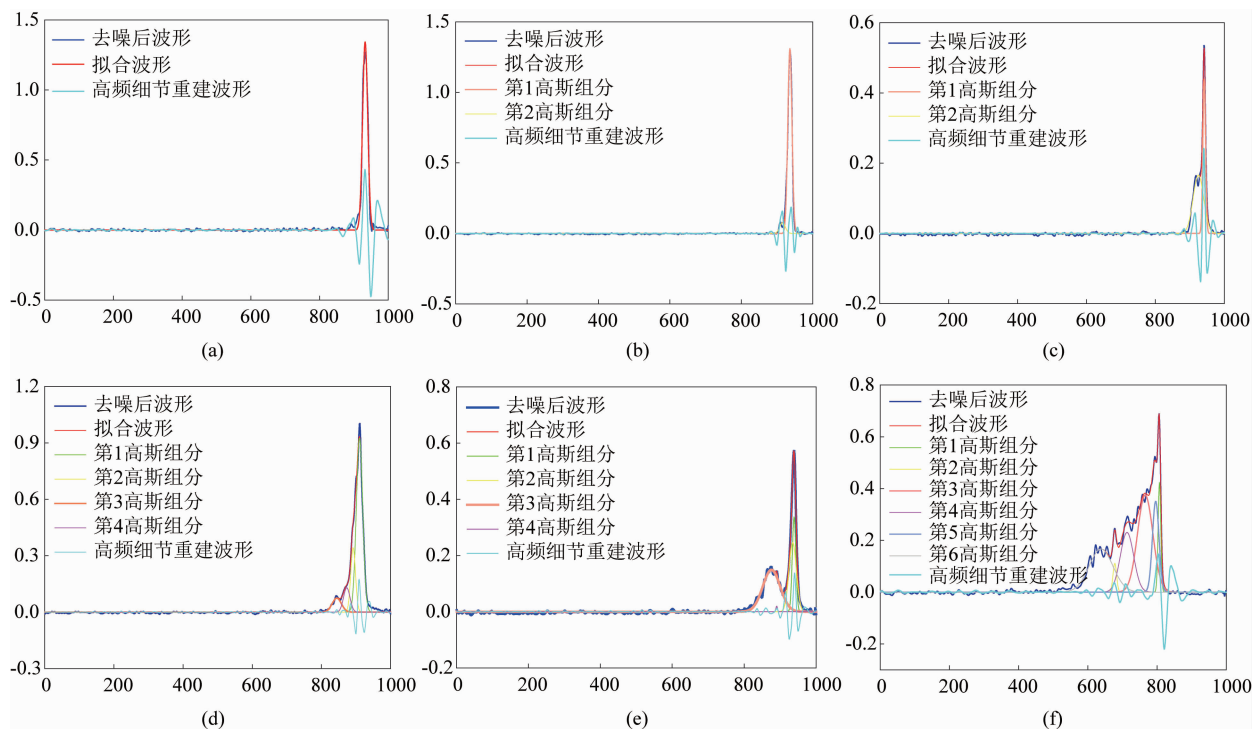 1.5
1.0
0.5
0.0
-0.5
去噪后波形
拟合波形
高频细节重建波形
0 200 400 600 800 1000
(a)
1.5
1.0
1.5
0.0
0.5
去噪后波形
拟合波形
第1高斯组分
第2高斯组分
高频细节重建波形
0 200 400 600 800 1000
(b)
0.6
0.4
0.2
0.0
-0.2
去噪后波形
拟合波形
第1高斯组分
第2高斯组分
高频细节重建波形
0 200 400 600 800 1000
(c)
1.2
0.9
0.6
0.3
0.0
-0.3
去噪后波形
拟合波形
第1高斯组分
第2高斯组分
第3高斯组分
第4高斯组分
高频细节重建波形
0 200 400 600 800 1000
(d)
0.8
0.6
0.4
0.2
0.0
-0.2
去噪后波形
拟合波形
第1高斯组分
第2高斯组分
第3高斯组分
第4高斯组分
高频细节重建波形
0 200 400 600 800 1000
(e)
0.8
0.6
0.4
0.2
0.0
-0.2
去噪后波形
拟合波形
第1高斯组分
第2高斯组分
第3高斯组分
第4高斯组分
第5高斯组分
第6高斯组分
高频细节重建波形
0 200 400 600 800 1000
(f)